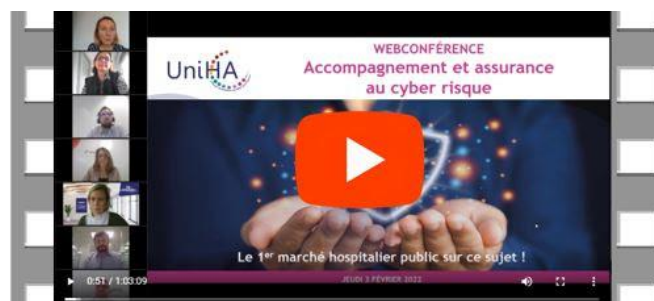 UniHA
WEBCONFÉRENCE
Accompagnement et assurance
au cyber risque
Le 1er marché hospitalier public sur ce sujet !
0:51 / 1:03:09
JEUDI 3 FÉVRIER 2022